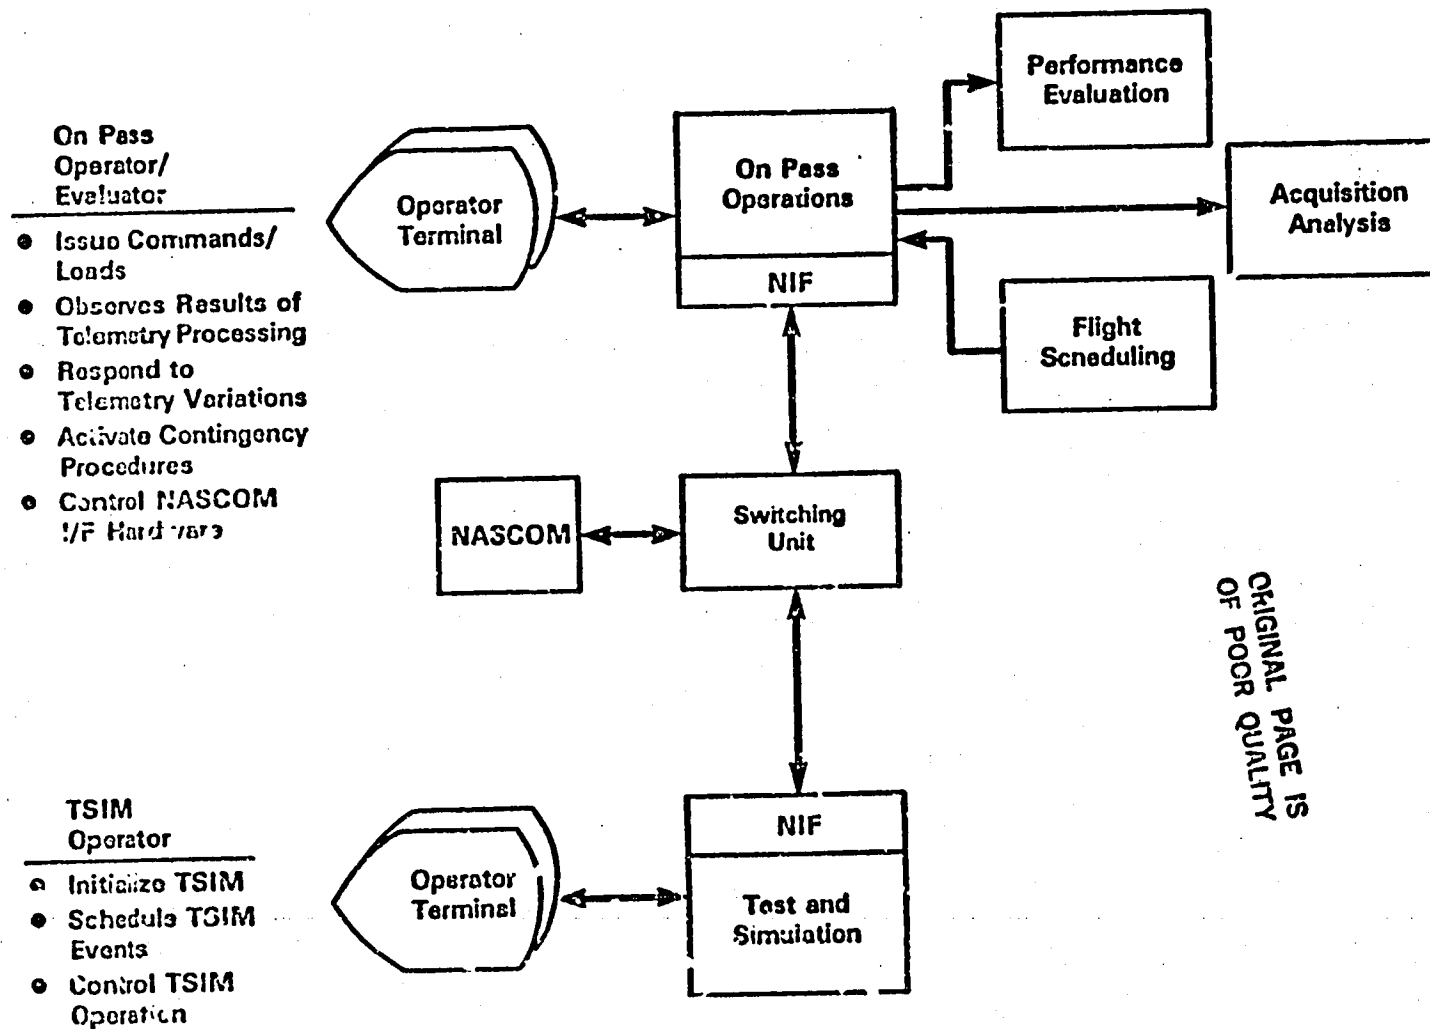 On Pass
Operator/
Evaluator
● Issue Commands/
Loads
● Observes Results of
Telemetry Processing
● Respond to
Telemetry Variations
● Activate Contingency
Procedures
● Control NASCOM
I/F Hardware
Operator
Terminal
On Pass
Operations
NIF
Performance
Evaluation
Acquisition
Analysis
Flight
Scheduling
NASCOM
Switching
Unit
ORIGINAL PAGE IS
OF POOR QUALITY
TSIM
Operator
● Initialize TSIM
● Schedule TSIM
Events
● Control TSIM
Operation
Operator
Terminal
NIF
Test and
Simulation